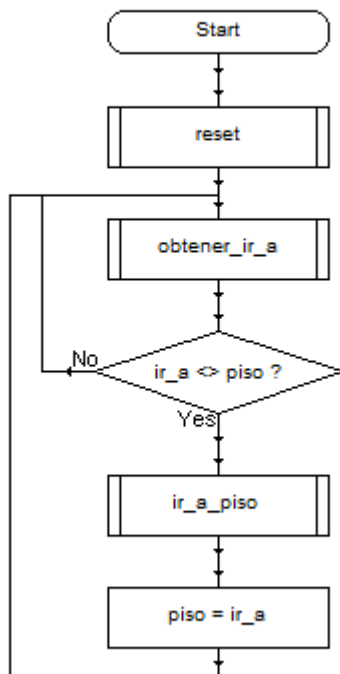 Start
reset
obtener_ir_a
ir_a <> piso ?
No
Yes
ir_a_piso
piso = ir_a